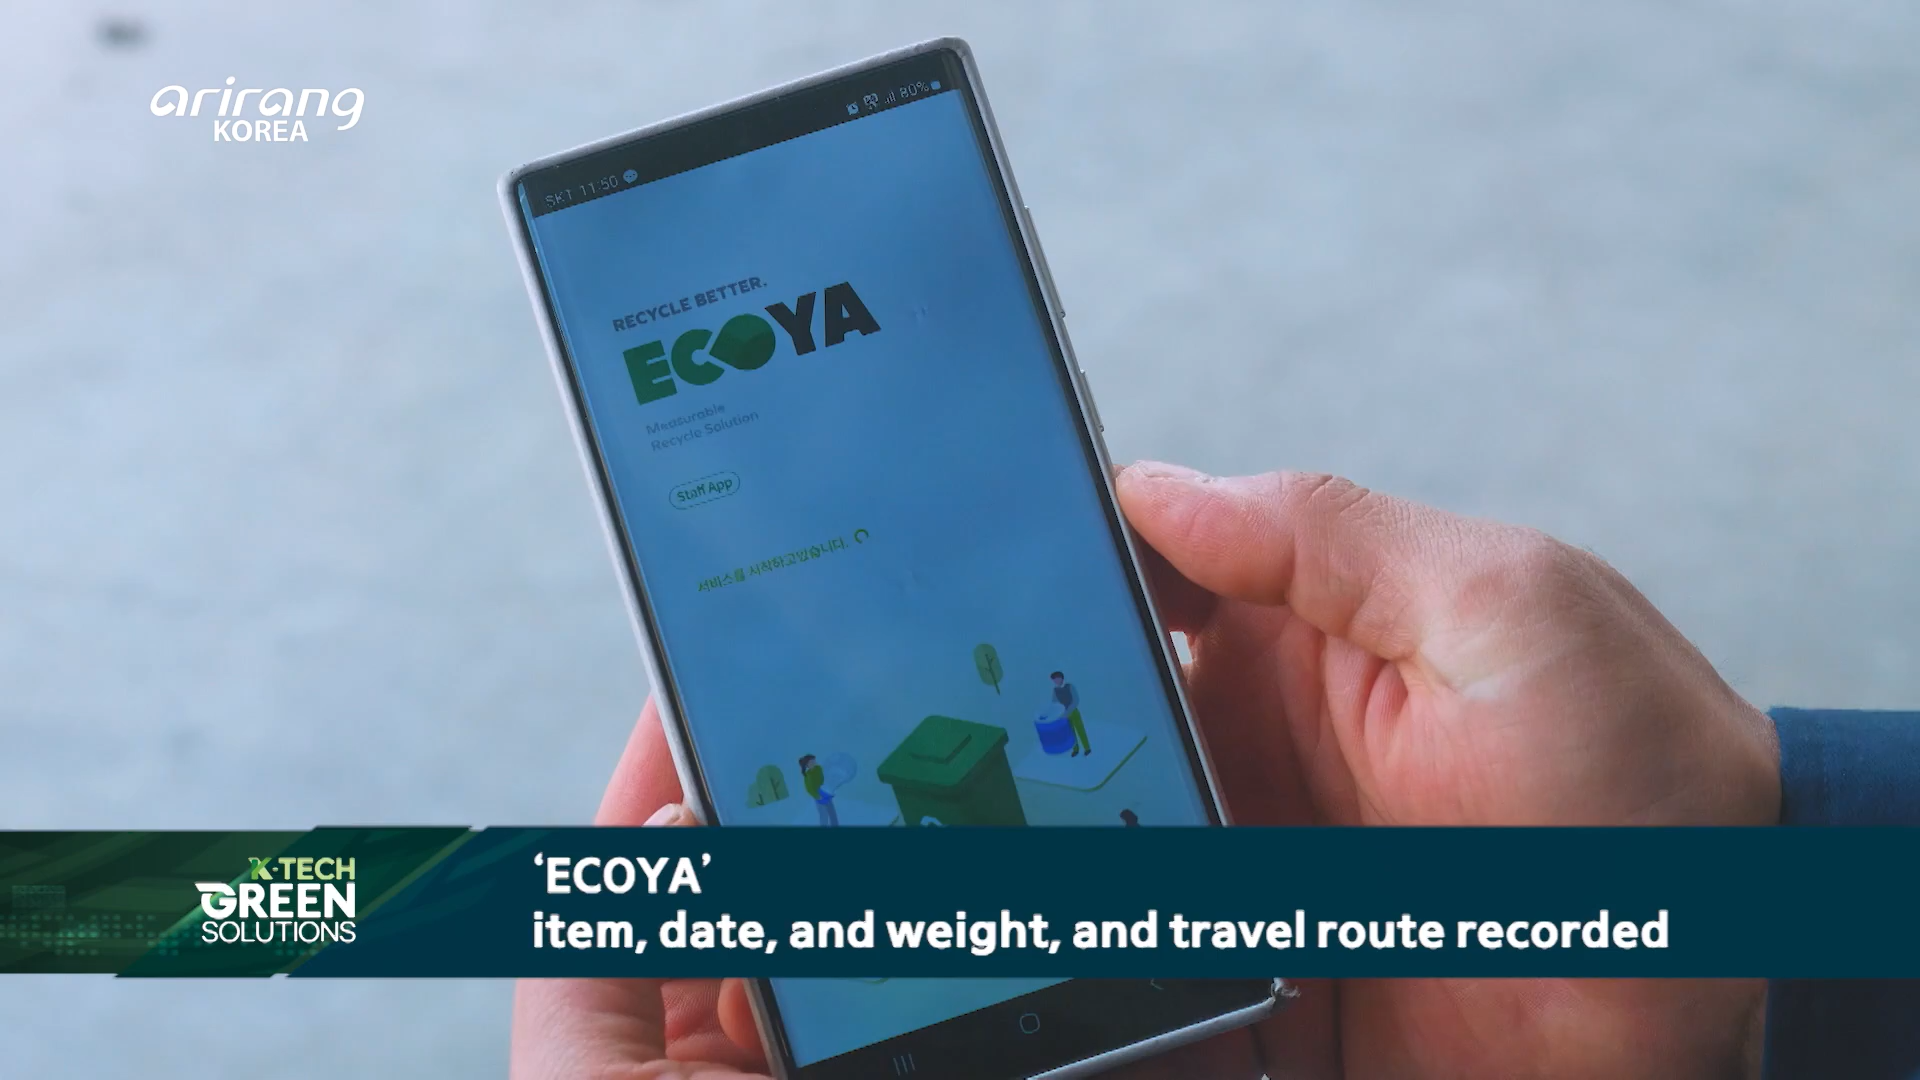 arirang
KOREA
SKT 11:50
80%
RECYCLE BETTER.
ECOYA
Measurable
Recycle Solution
Staff App
서비스를 시작하고있습니다.
K-TECH
GREEN
SOLUTIONS
‘ECOYA’
item, date, and weight, and travel route recorded